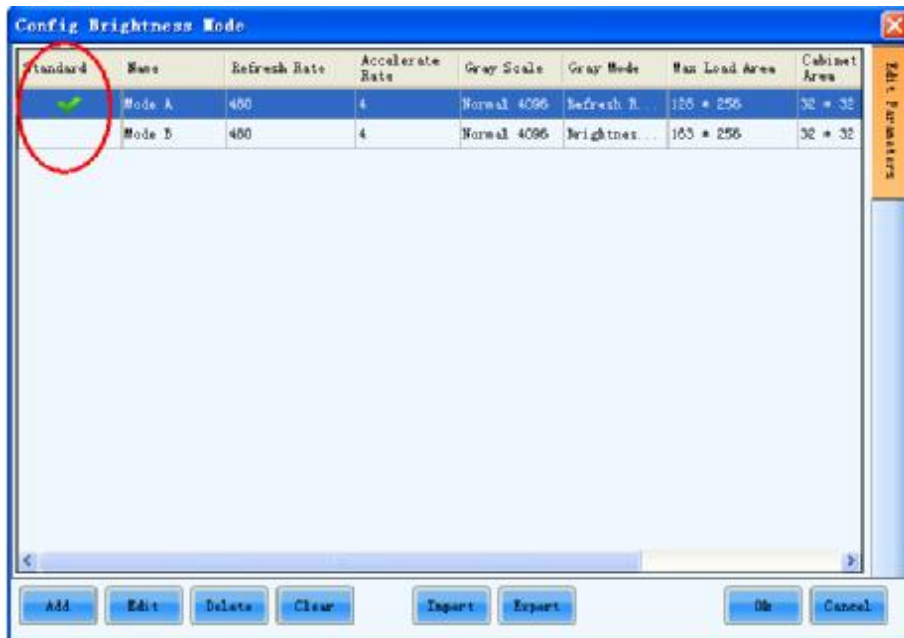 Config Brightness Mode
Standard Name Refresh Rate Accelerate Rate Gray Scale Gray Mode Max Load Area Cabinet Area
Mode A 480 4 Normal 4096 Refresh R... 128 * 256 32 * 32
Mode B 480 4 Normal 4096 Brightnes... 163 * 256 32 * 32
Edit Parameters
Add Edit Delete Clear Import Export Ok Cancel